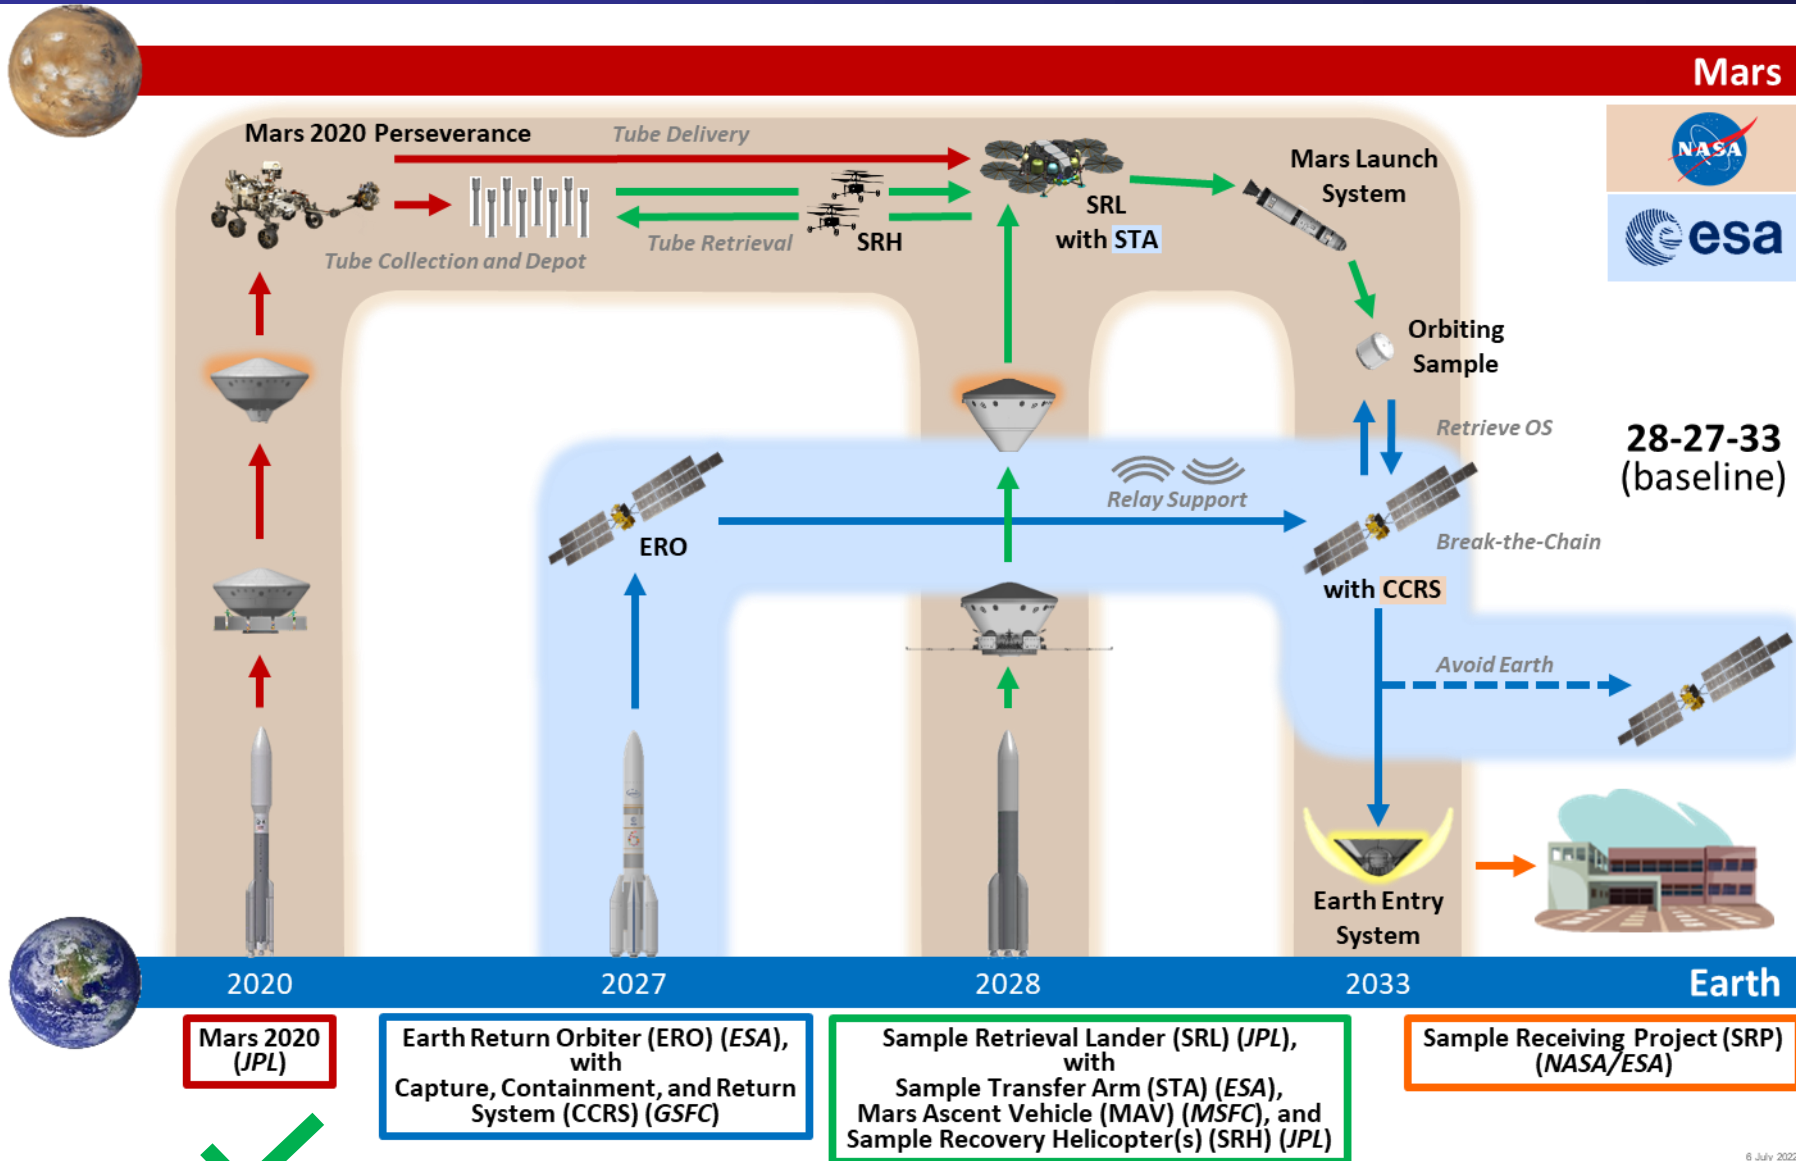 Mars
Mars 2020 Perseverance
Tube Delivery
NASA
esa
Mars Launch
System
SRL
with STA
SRH
Tube Retrieval
Tube Collection and Depot
Orbiting
Sample
Retrieve OS
28-27-33
(baseline)
Relay Support
ERO
Break-the-Chain
with CCRS
Avoid Earth
Earth Entry
System
2020
2027
2028
2033
Earth
Mars 2020
(JPL)
Earth Return Orbiter (ERO) (ESA),
with
Capture, Containment, and Return
System (CCRS) (GSFC)
Sample Retrieval Lander (SRL) (JPL),
with
Sample Transfer Arm (STA) (ESA),
Mars Ascent Vehicle (MAV) (MSFC), and
Sample Recovery Helicopter(s) (SRH) (JPL)
Sample Receiving Project (SRP)
(NASA/ESA)
6 July 2022